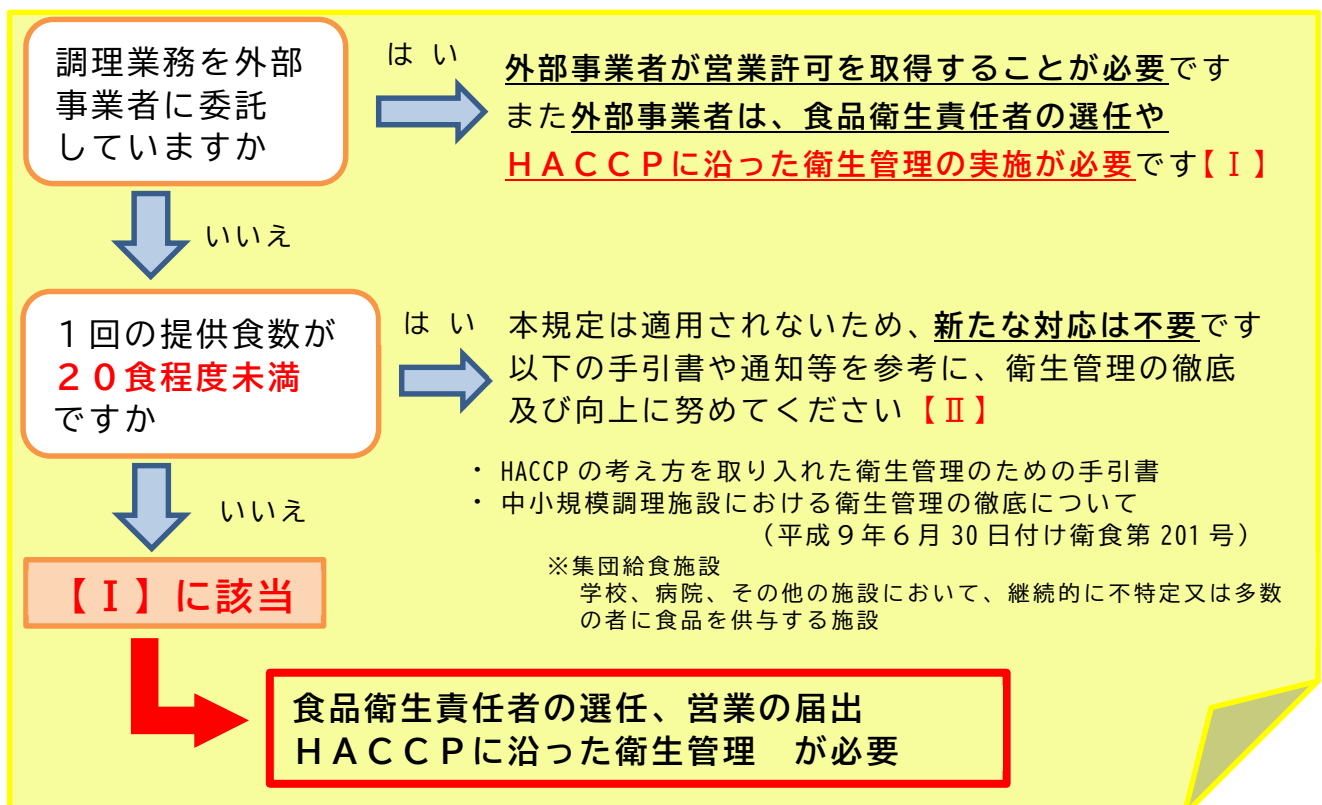 調理業務を外部
事業者に委託
していますか
はい
外部事業者が営業許可を取得することが必要です
また外部事業者は、食品衛生責任者の選任や
ＨＡＣＣＰに沿った衛生管理の実施が必要です【Ⅰ】
いいえ
１回の提供食数が
２０食程度未満
ですか
はい
本規定は適用されないため、新たな対応は不要です
以下の手引書や通知等を参考に、衛生管理の徹底
及び向上に努めてください【Ⅱ】
・ HACCP の考え方を取り入れた衛生管理のための手引書
・ 中小規模調理施設における衛生管理の徹底について
（平成９年６月 30 日付け衛食第 201 号）
※集団給食施設
学校、病院、その他の施設において、継続的に不特定又は多数
の者に食品を供与する施設
いいえ
【Ⅰ】に該当
食品衛生責任者の選任、営業の届出
ＨＡＣＣＰに沿った衛生管理　が必要